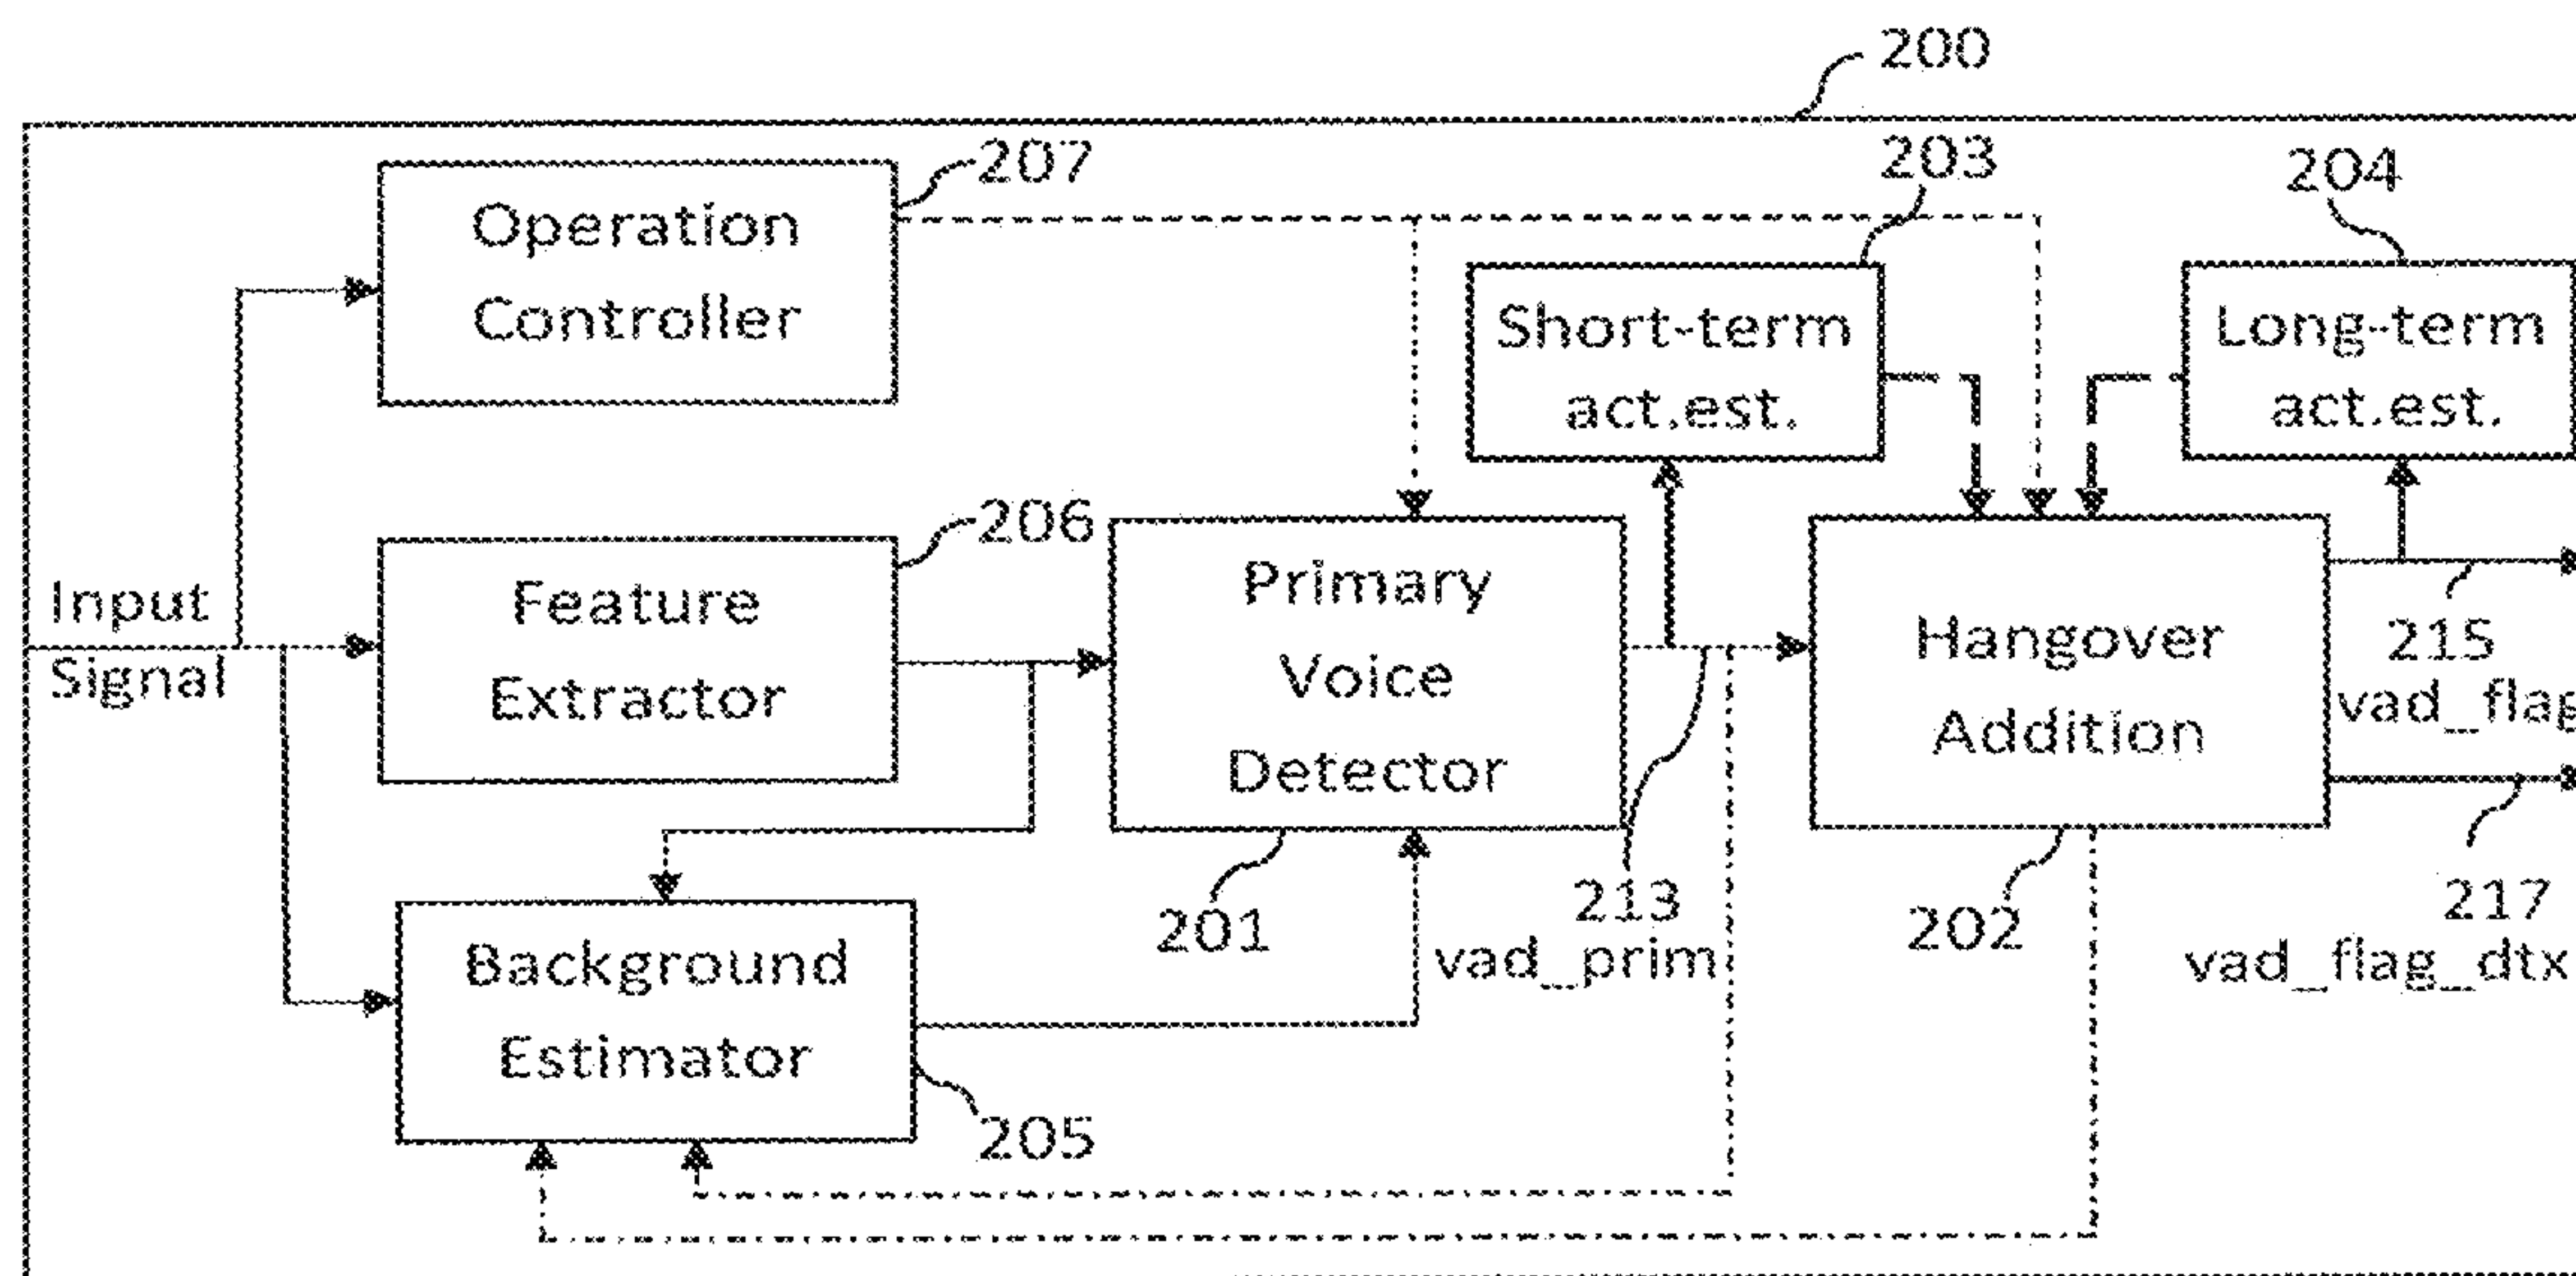 200
207
203
204
Operation
Controller
Short-term
act.est.
Long-term
act.est.
206
Input
Signal
Feature
Extractor
Primary
Voice
Detector
Hangover
Addition
215
vad_flag
201
213
vad_prim
202
217
vad_flag_dtx
Background
Estimator
205